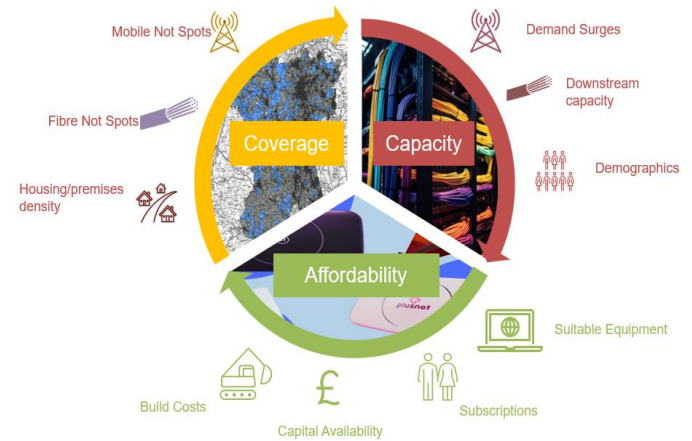 Mobile Not Spots
Demand Surges
Downstream
capacity
Fibre Not Spots
Coverage
Capacity
Demographics
Housing/premises
density
Affordability
plusnet
Suitable Equipment
£
Build Costs
Subscriptions
Capital Availability